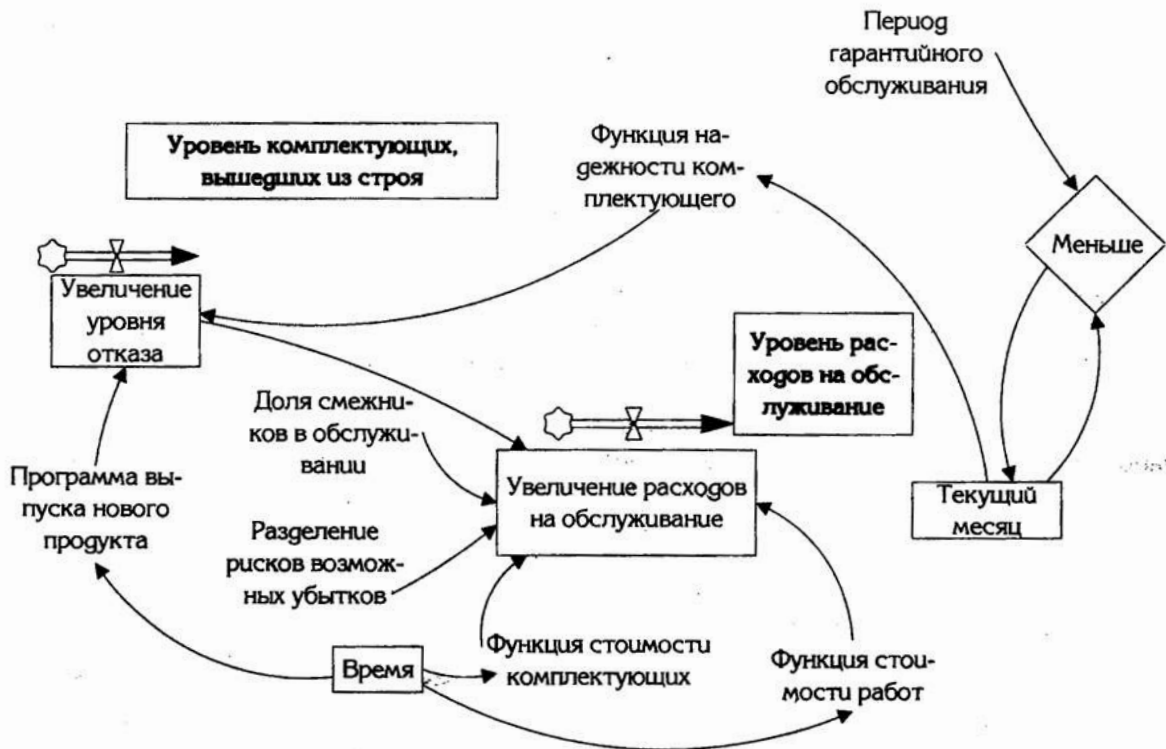 Период
гарантийного
обслуживания
Уровень комплектующих,
вышедших из строя
Функция на-
дежности ком-
плектующего
Меньше
Увеличение
уровня
отказа
Уровень рас-
ходов на обс-
луживание
Доля смежни-
ков в обслужи-
вании
Программа вы-
пуска нового
продукта
Увеличение расходов
на обслуживание
Текущий
месяц
Разделение
рисков возмож-
ных убытков
Время
Функция стоимости
комплектующих
Функция стои-
мости работ